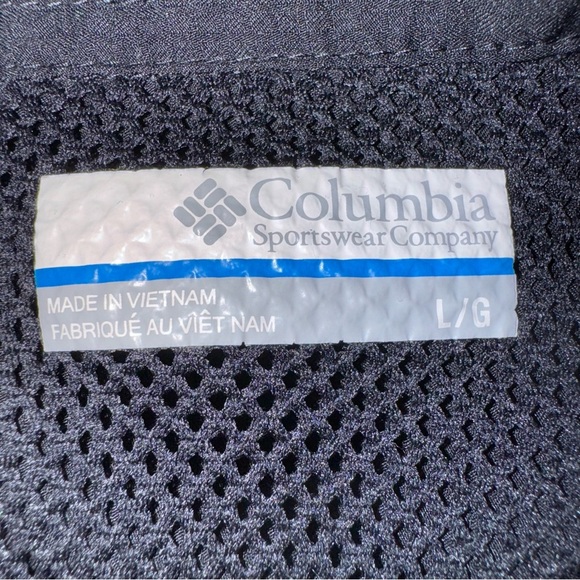 Columbia
Sportswear Company
MADE IN VIETNAM
FABRIQUÉ AU VIÊT NAM
L/G